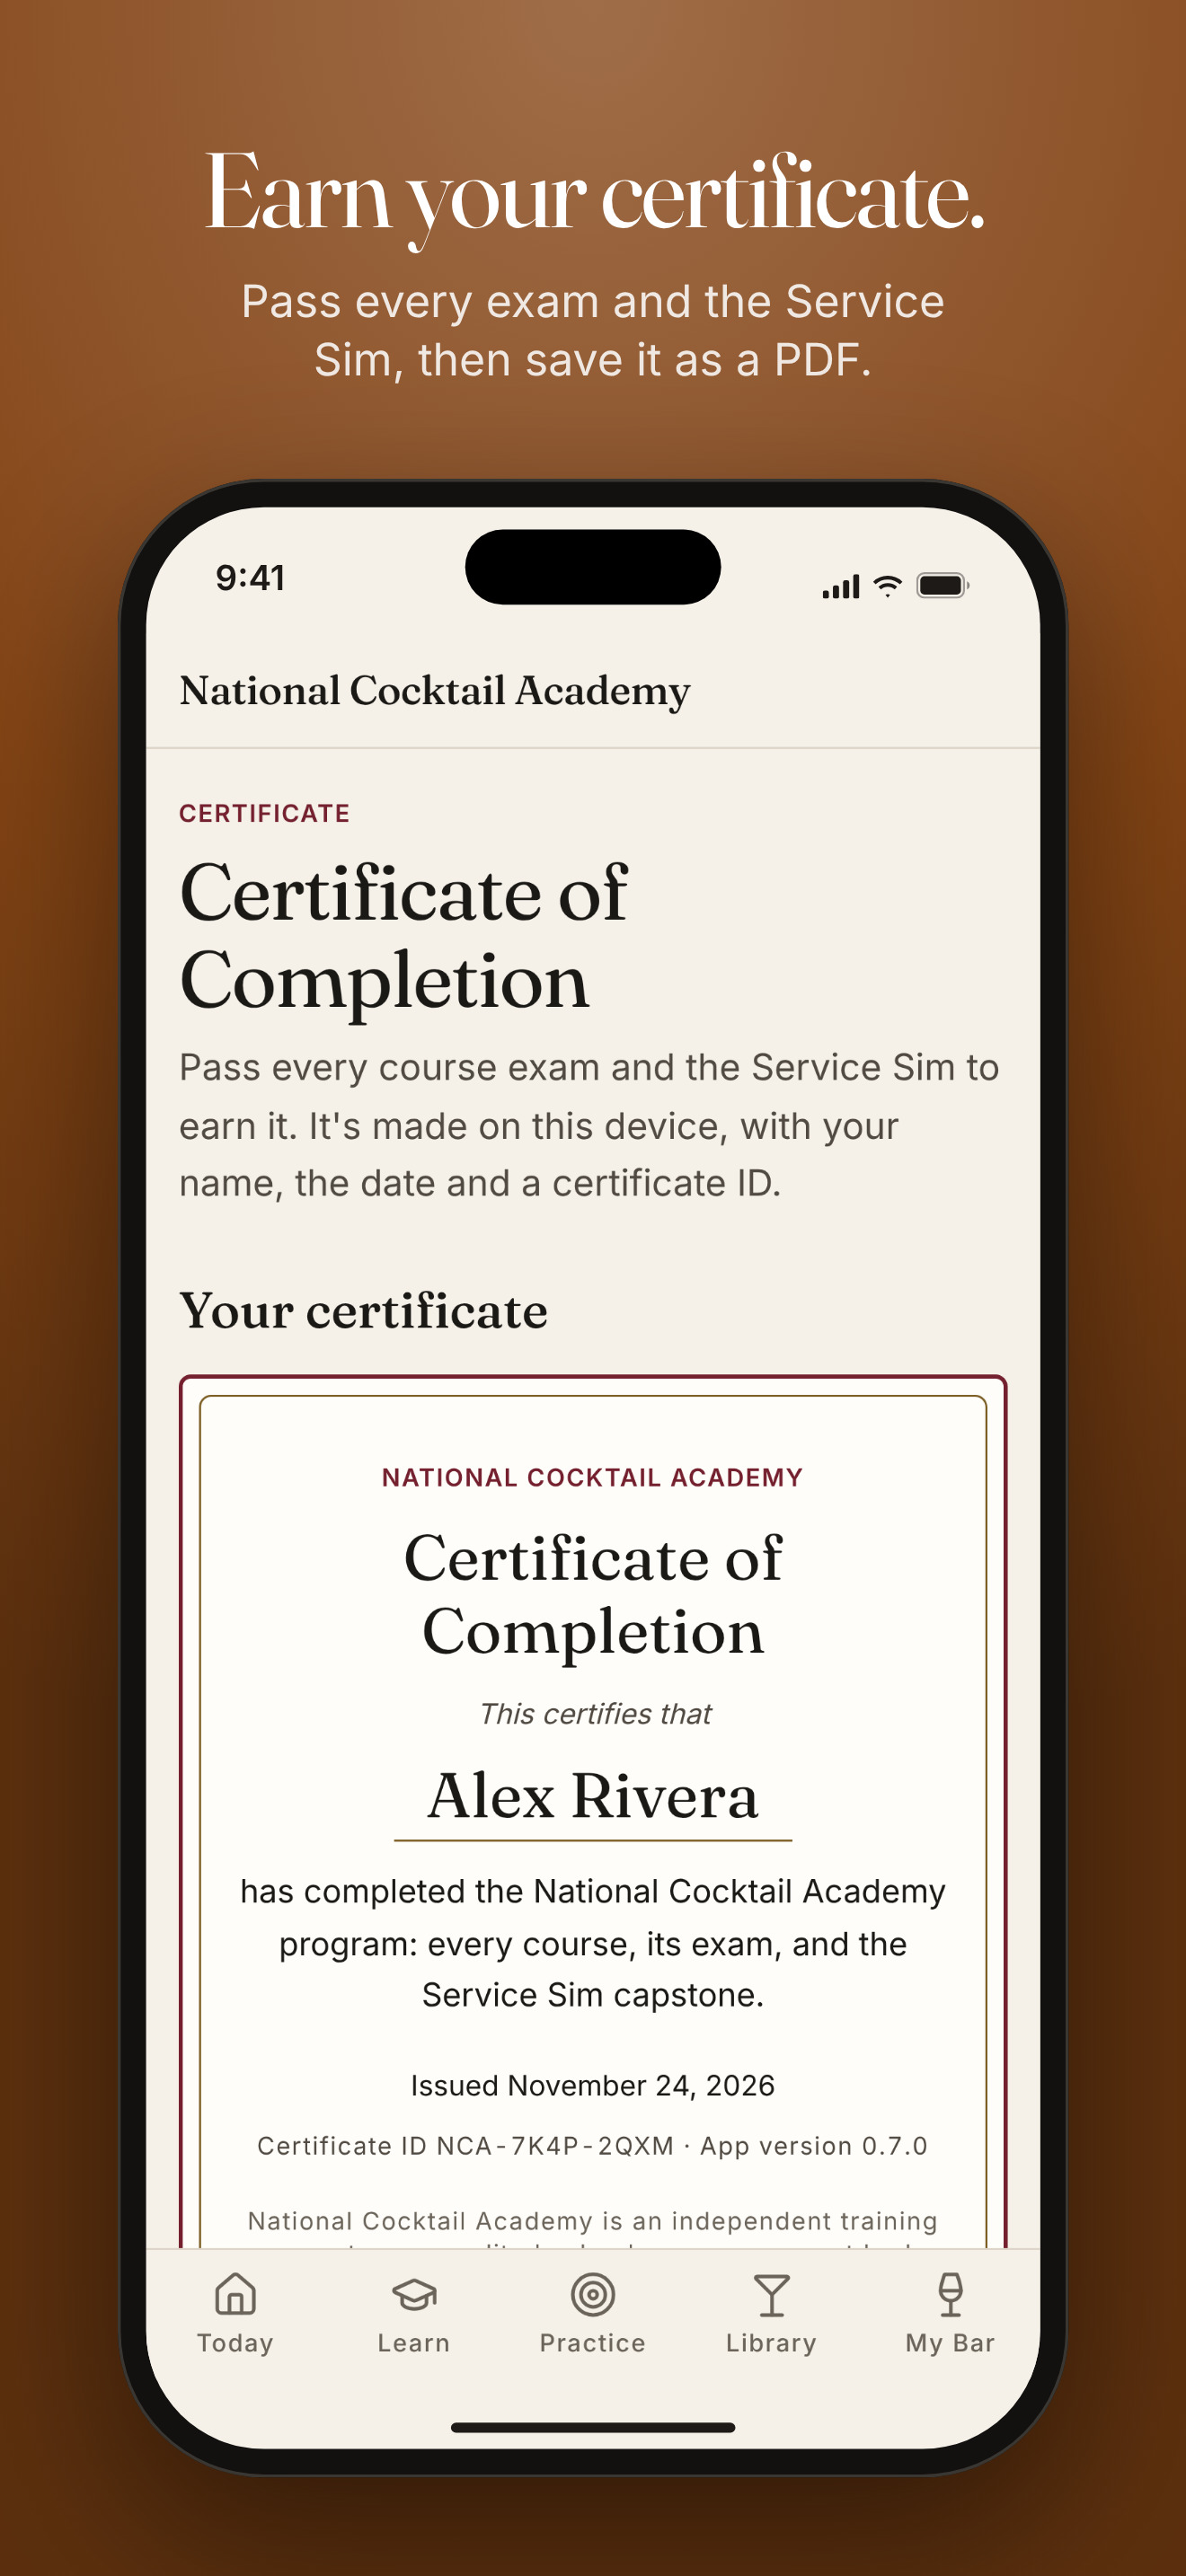 Earn your certificate.
Pass every exam and the Service
Sim, then save it as a PDF.
9:41
National Cocktail Academy
CERTIFICATE
Certificate of
Completion
Pass every course exam and the Service Sim to
earn it. It's made on this device, with your
name, the date and a certificate ID.
Your certificate
NATIONAL COCKTAIL ACADEMY
Certificate of
Completion
This certifies that
Alex Rivera
has completed the National Cocktail Academy
program: every course, its exam, and the
Service Sim capstone.
Issued November 24, 2026
Certificate ID NCA-7K4P-2QXM · App version 0.7.0
National Cocktail Academy is an independent training
Today Learn Practice Library My Bar